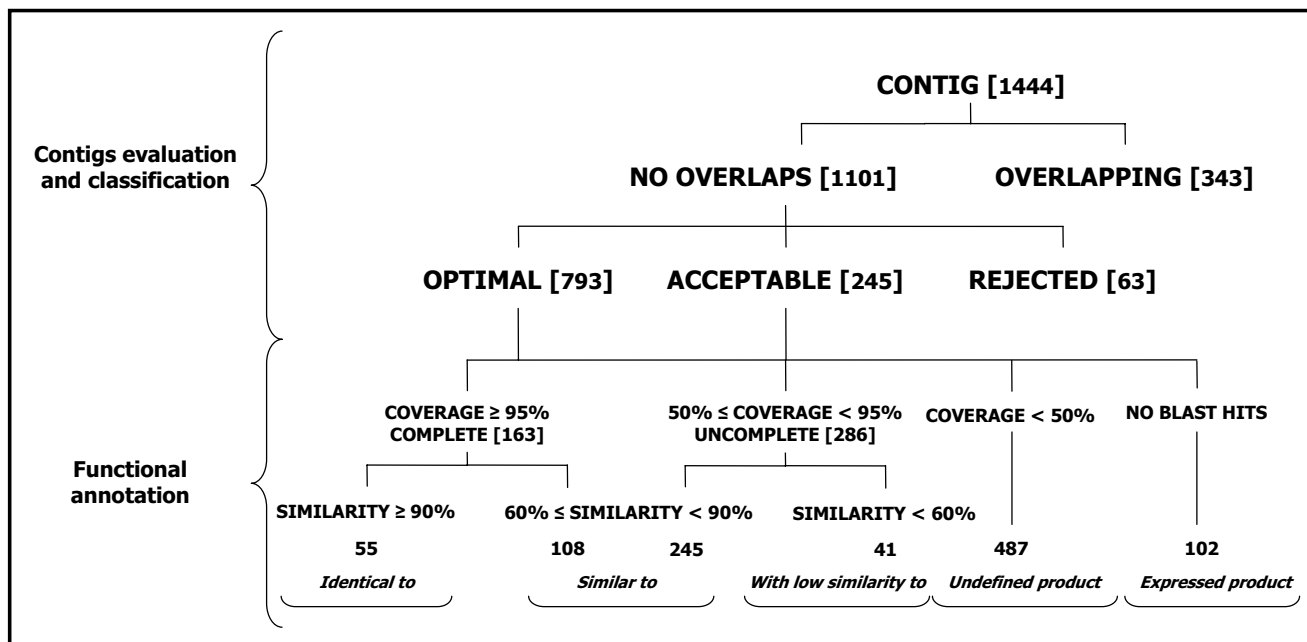 CONTIG [1444]
Contigs evaluation
and classification
NO OVERLAPS [1101]
OVERLAPPING [343]
OPTIMAL [793]
ACCEPTABLE [245]
REJECTED [63]
Functional
annotation
COVERAGE ≥ 95%
COMPLETE [163]
50% ≤ COVERAGE < 95%
UNCOMPLETE [286]
COVERAGE < 50%
NO BLAST HITS
SIMILARITY ≥ 90%
60% ≤ SIMILARITY < 90%
SIMILARITY < 60%
55
108
245
41
487
102
Identical to
Similar to
With low similarity to
Undefined product
Expressed product